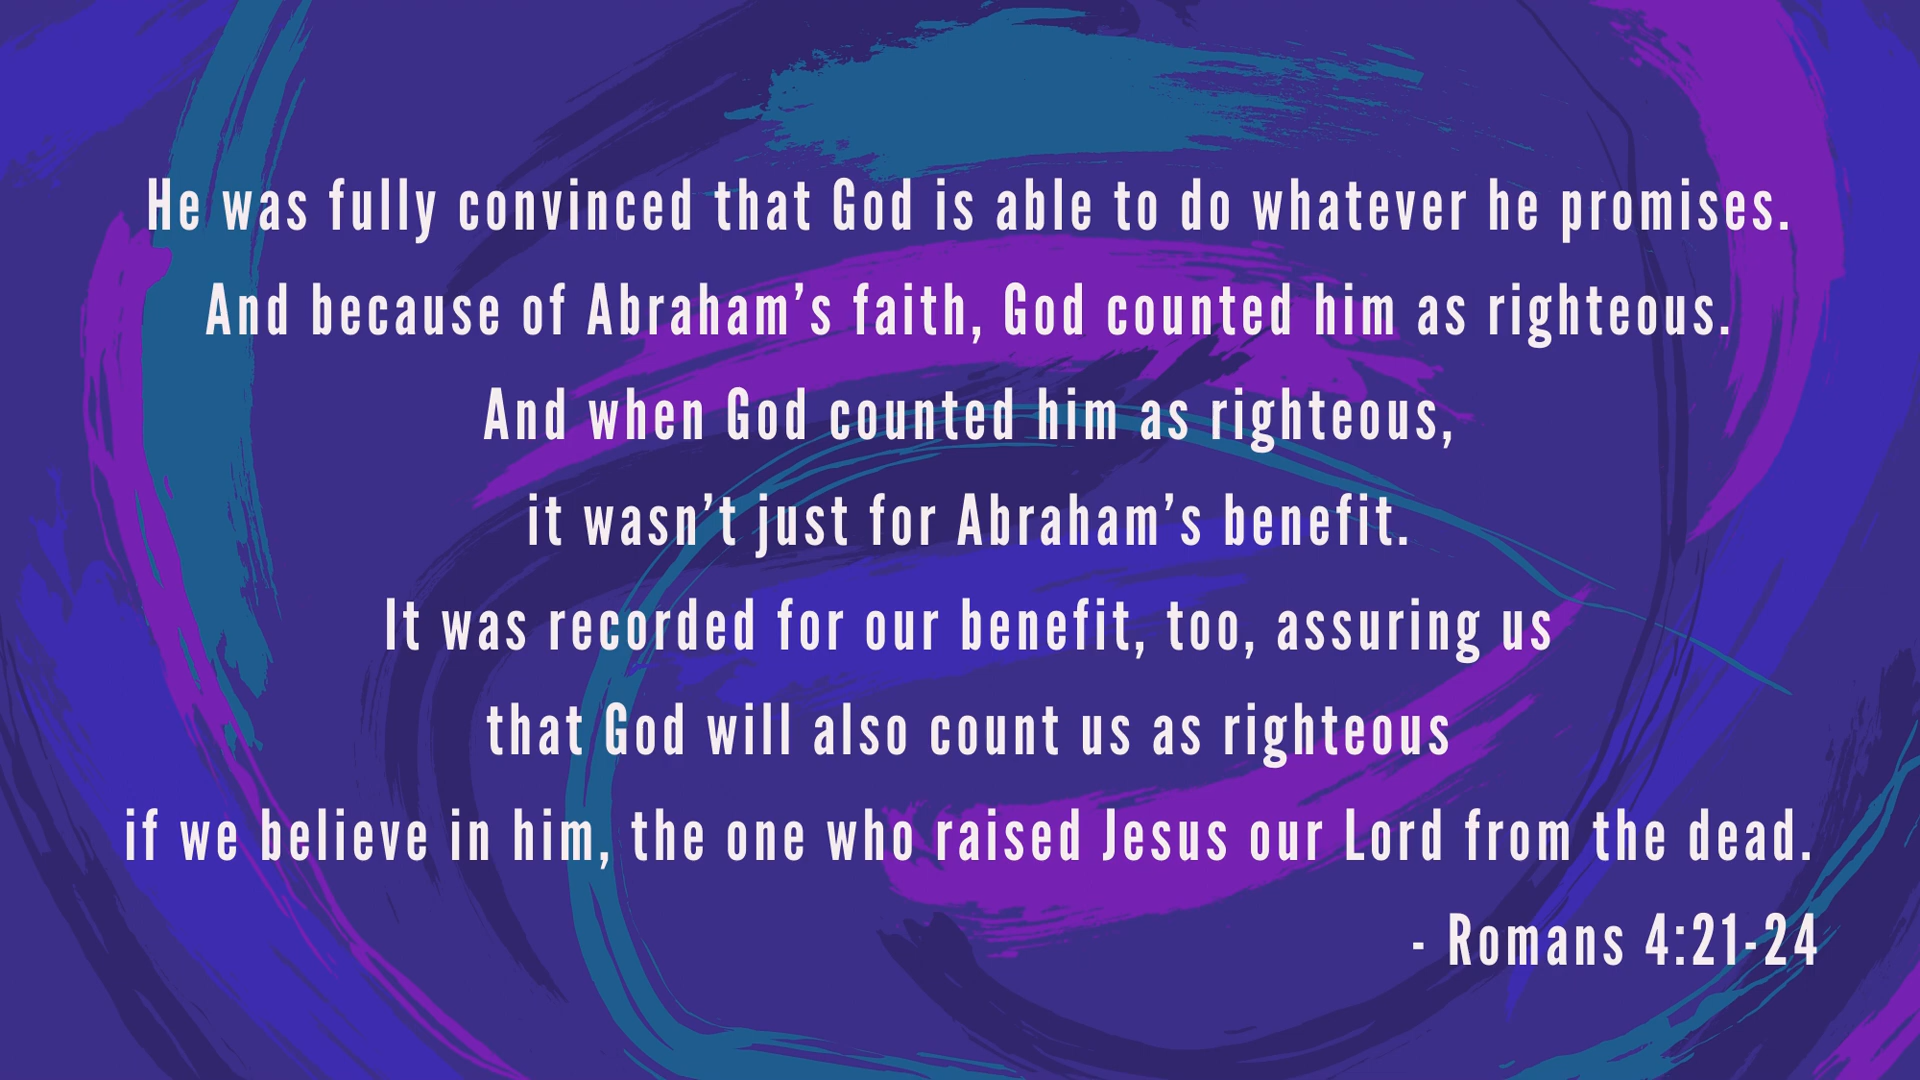 He was fully convinced that God is able to do whatever he promises.
And because of Abraham’s faith, God counted him as righteous.
And when God counted him as righteous,
it wasn’t just for Abraham’s benefit.
It was recorded for our benefit, too, assuring us
that God will also count us as righteous
if we believe in him, the one who raised Jesus our Lord from the dead.
- Romans 4:21-24